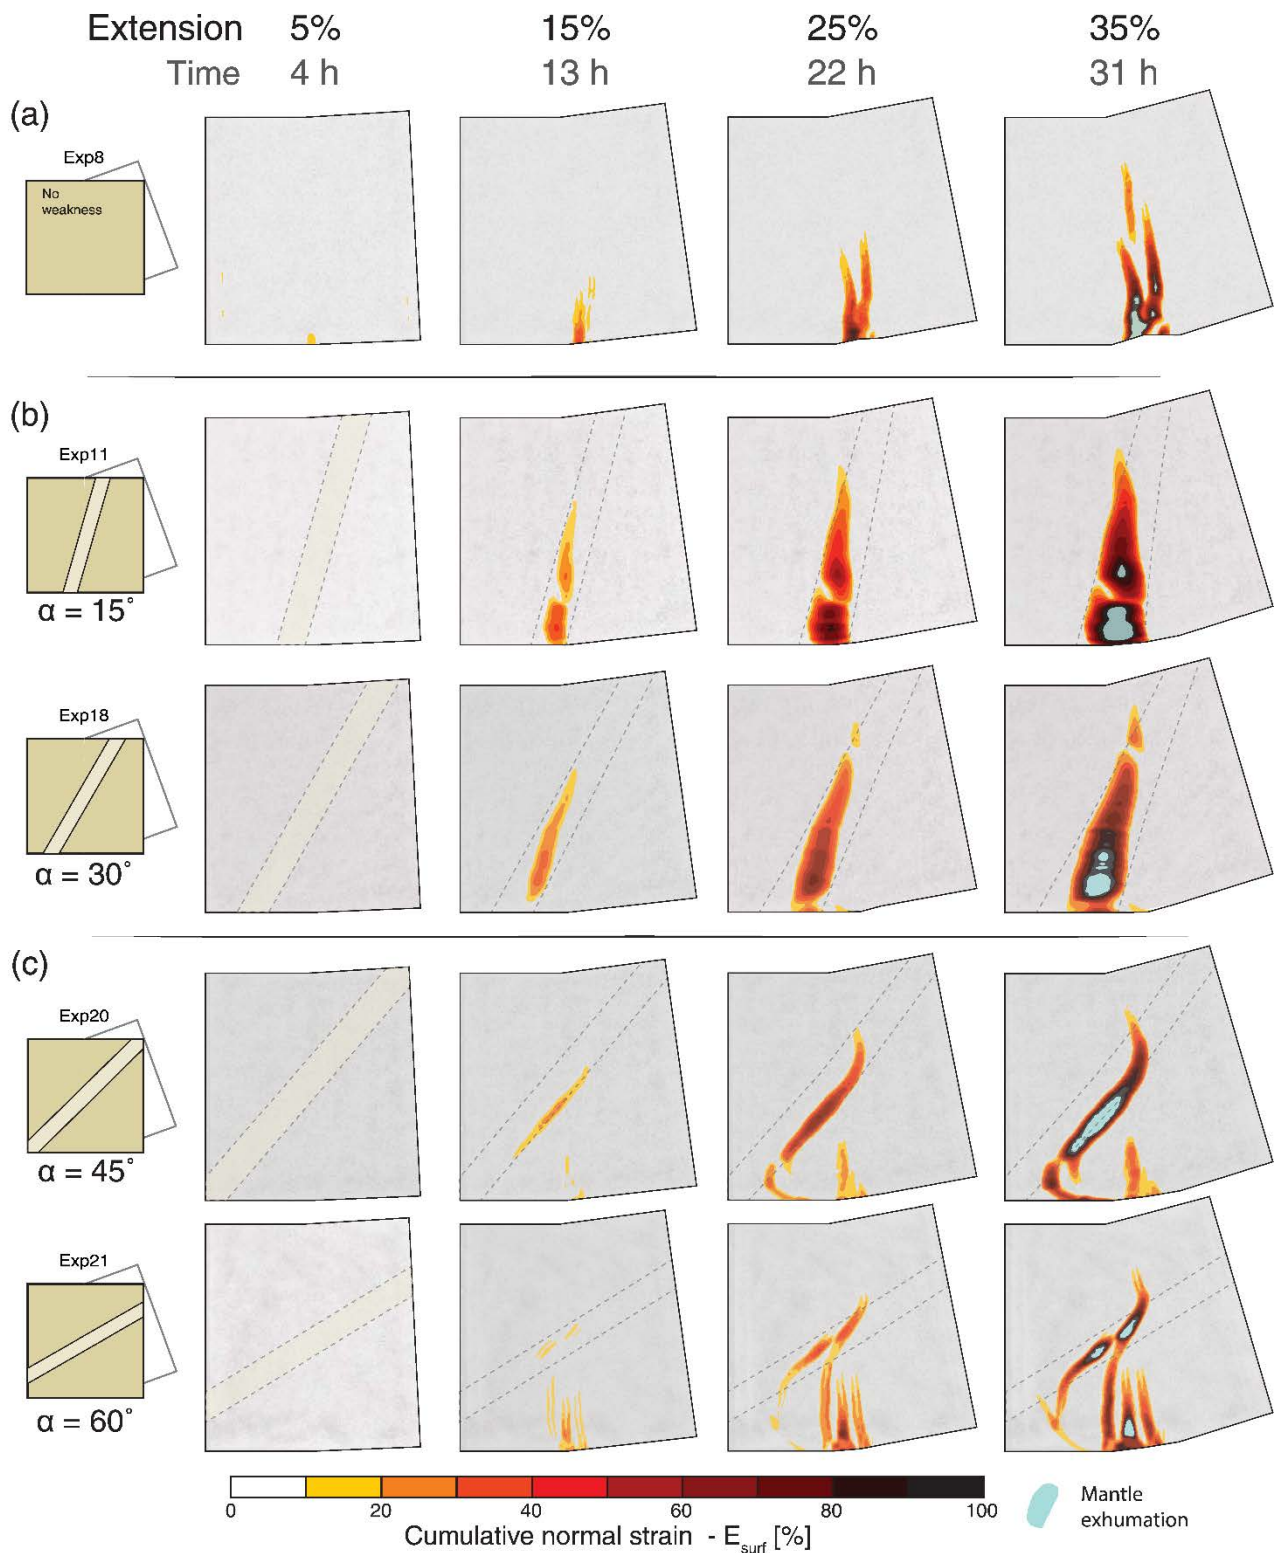 Extension 5% 15% 25% 35%
Time 4 h 13 h 22 h 31 h
(a)
Exp8
No
weakness
(b)
Exp11
α = 15°
Exp18
α = 30°
(c)
Exp20
α = 45°
Exp21
α = 60°
0 20 40 60 80 100
Cumulative normal strain - E_surf [%]
Mantle
exhumation